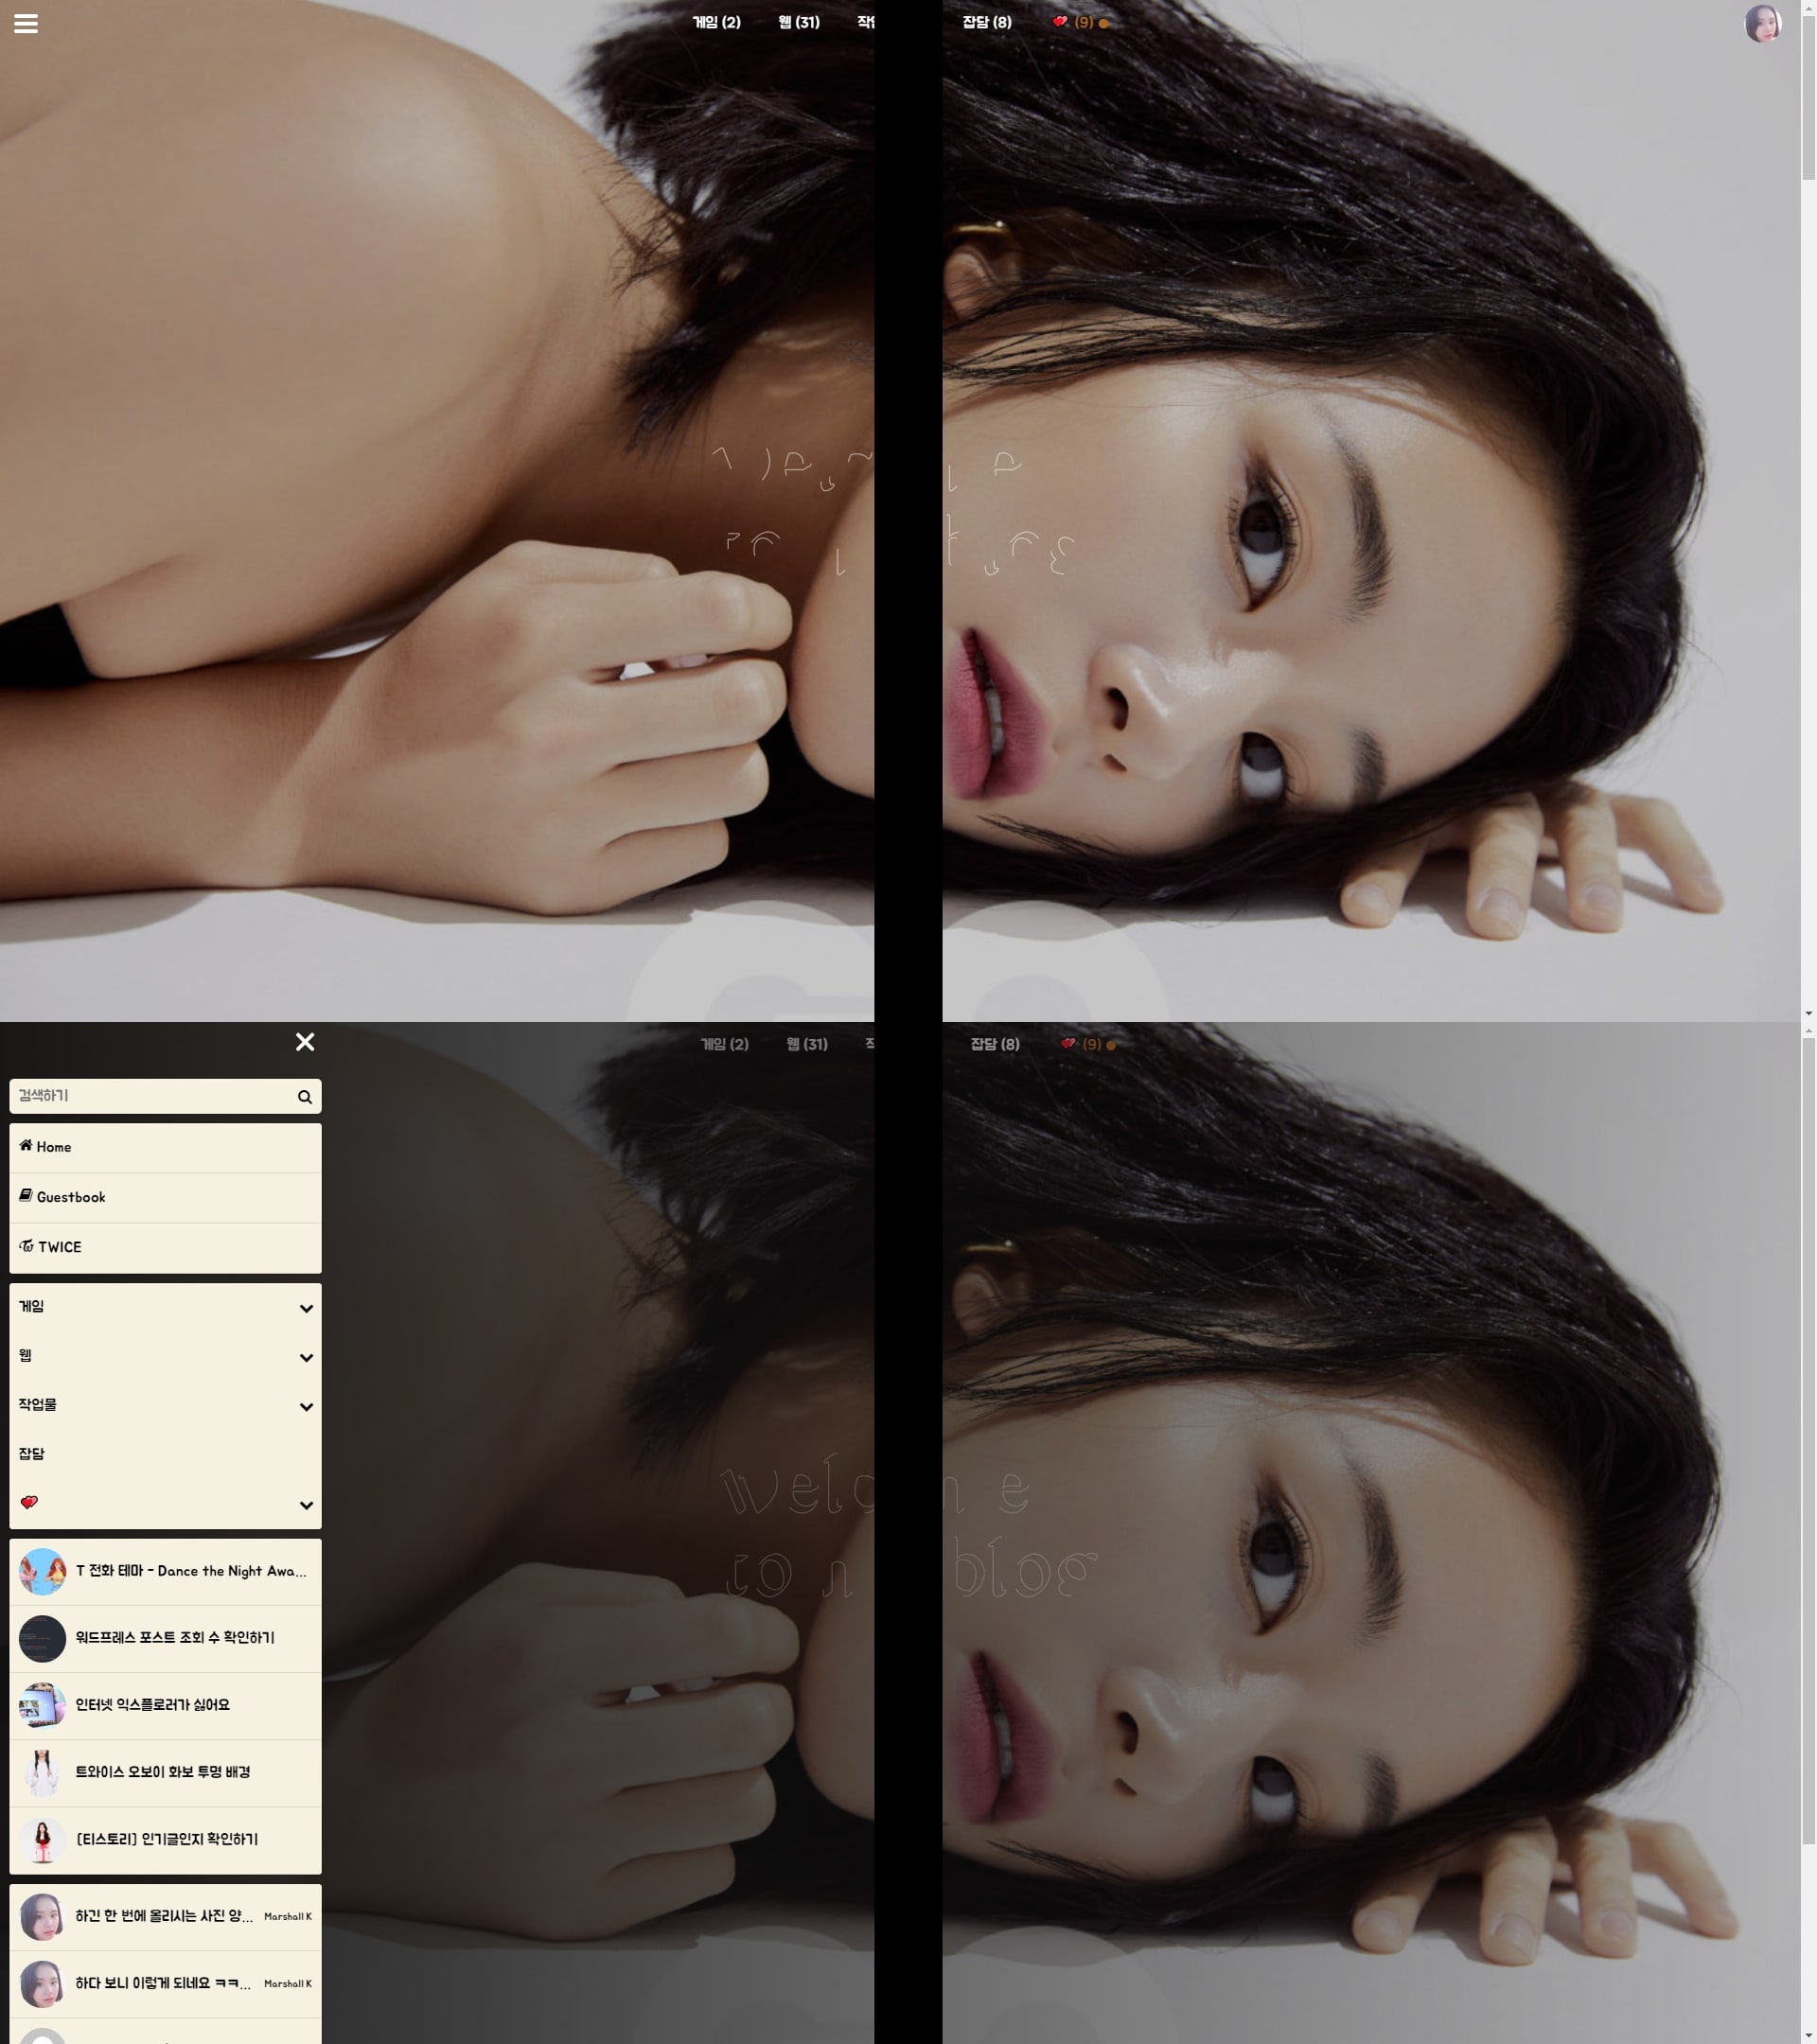 게임 (2) 웹 (31) 잡담 (8) (9)
게임 (2) 웹 (31) 잡담 (8) (9)
검색하기
Home
Guestbook
TWICE
게임
웹
작업물
잡담
Welc e
to blog
T 전화 테마 - Dance the Night Awa...
워드프레스 포스트 조회 수 확인하기
인터넷 익스플로러가 싫어요
트와이스 오보이 화보 투명 배경
[티스토리] 인기글인지 확인하기
하긴 한 번에 올리시는 사진 양... Marshall K
하다 보니 이렇게 되네요 ㅋㅋ... Marshall K